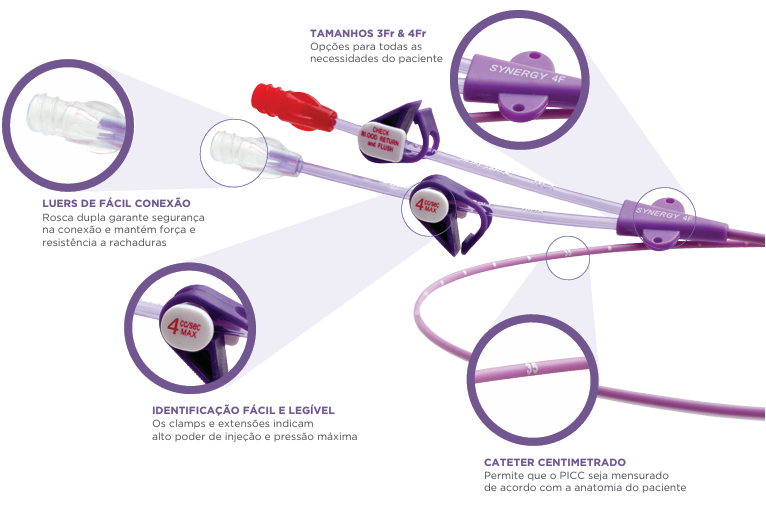 TAMANHOS 3Fr & 4Fr
Opções para todas as
necessidades do paciente
SYNERGY 4F
CHECK
BLOOD RETURN
and FLUSH
LUERS DE FÁCIL CONEXÃO
Rosca dupla garante segurança
na conexão e mantém força e
resistência a rachaduras
4 CC/SEC
MAX
SYNERGY 4F
35
4 CC/SEC
MAX
35
IDENTIFICAÇÃO FÁCIL E LEGÍVEL
Os clamps e extensões indicam
alto poder de injeção e pressão máxima
CATETER CENTIMETRADO
Permite que o PICC seja mensurado
de acordo com a anatomia do paciente